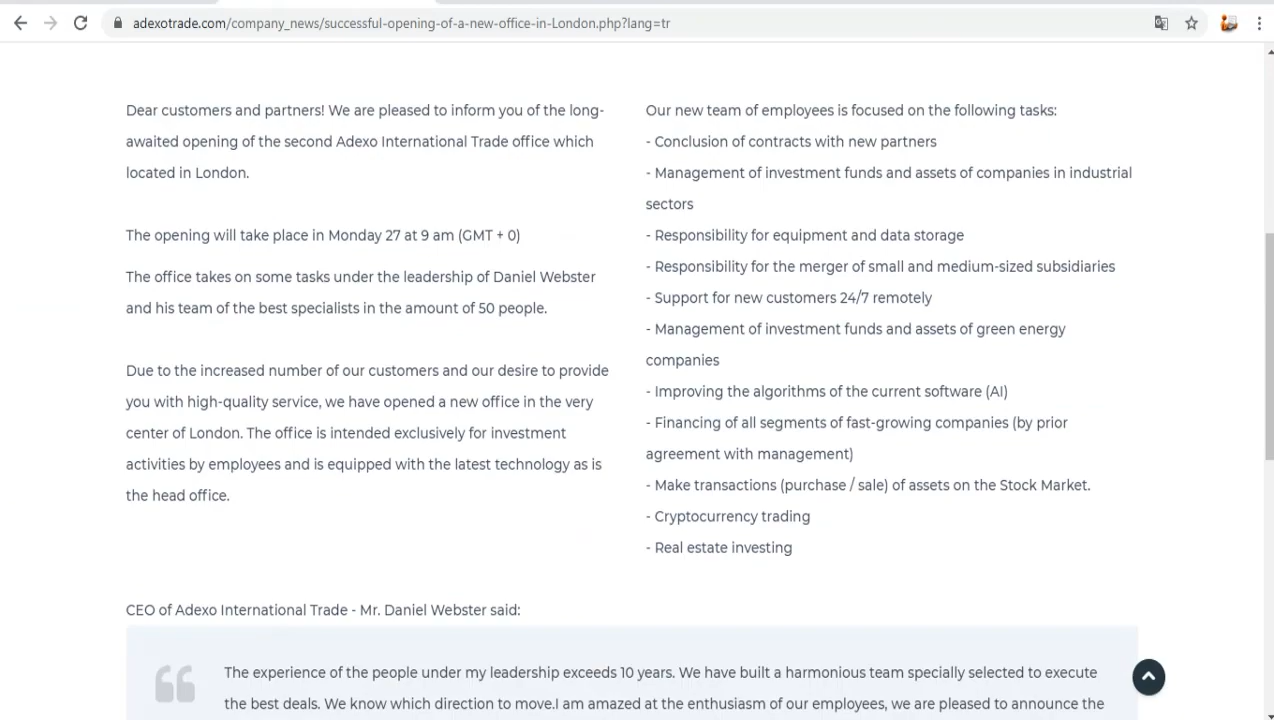 adexotrade.com/company_news/successful-opening-of-a-new-office-in-London.php?lang=tr
Dear customers and partners! We are pleased to inform you of the long-
awaited opening of the second Adexo International Trade office which
located in London.
The opening will take place in Monday 27 at 9 am (GMT + 0)
The office takes on some tasks under the leadership of Daniel Webster
and his team of the best specialists in the amount of 50 people.
Due to the increased number of our customers and our desire to provide
you with high-quality service, we have opened a new office in the very
center of London. The office is intended exclusively for investment
activities by employees and is equipped with the latest technology as is
the head office.
Our new team of employees is focused on the following tasks:
- Conclusion of contracts with new partners
- Management of investment funds and assets of companies in industrial
sectors
- Responsibility for equipment and data storage
- Responsibility for the merger of small and medium-sized subsidiaries
- Support for new customers 24/7 remotely
- Management of investment funds and assets of green energy
companies
- Improving the algorithms of the current software (AI)
- Financing of all segments of fast-growing companies (by prior
agreement with management)
- Make transactions (purchase / sale) of assets on the Stock Market.
- Cryptocurrency trading
- Real estate investing
CEO of Adexo International Trade - Mr. Daniel Webster said:
The experience of the people under my leadership exceeds 10 years. We have built a harmonious team specially selected to execute
the best deals. We know which direction to move.I am amazed at the enthusiasm of our employees, we are pleased to announce the